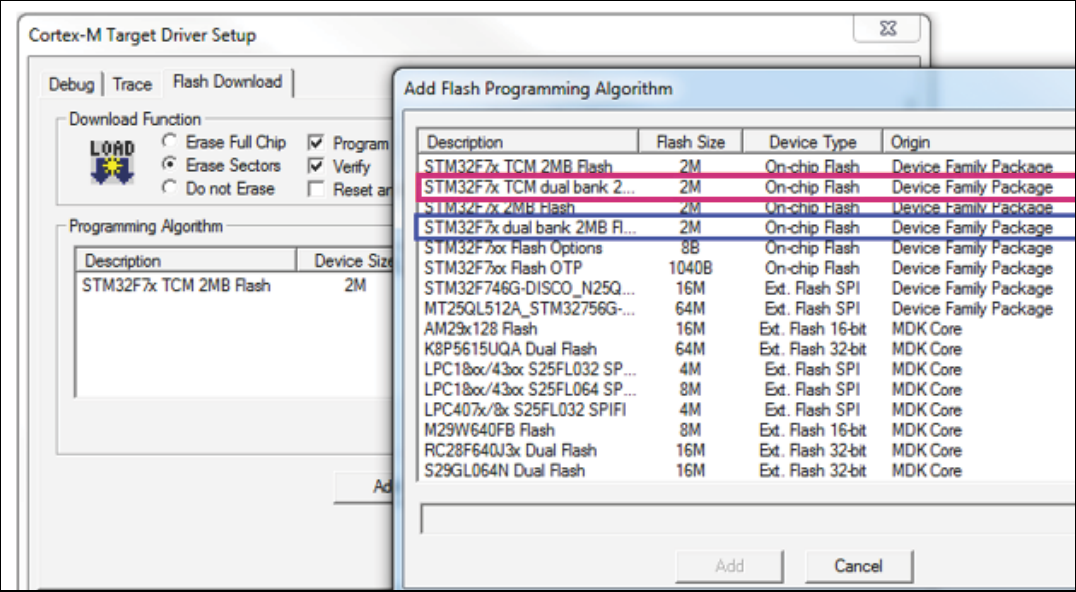 Cortex-M Target Driver Setup
Debug Trace Flash Download
Download Function
LOAD
Erase Full Chip Program
Erase Sectors Verify
Do not Erase Reset an
Programming Algorithm
Description Device Size
STM32F7x TCM 2MB Flash 2M
Ad
Add Flash Programming Algorithm
Description Flash Size Device Type Origin
STM32F7x TCM 2MB Flash 2M On-chip Flash Device Family Package
STM32F7x TCM dual bank 2... 2M On-chip Flash Device Family Package
STM32F7x 2MB Flash 2M On-chip Flash Device Family Package
STM32F7x dual bank 2MB Fl... 2M On-chip Flash Device Family Package
STM32F7xx Flash Options 8B On-chip Flash Device Family Package
STM32F7xx Flash OTP 1040B On-chip Flash Device Family Package
STM32F746G-DISCO_N25Q... 16M Ext. Flash SPI Device Family Package
MT25QL512A_STM32756G-... 64M Ext. Flash SPI Device Family Package
AM29x128 Flash 16M Ext. Flash 16-bit MDK Core
K8P5615UQA Dual Flash 64M Ext. Flash 32-bit MDK Core
LPC18xx/43xx S25FL032 SP... 4M Ext. Flash SPI MDK Core
LPC18xx/43xx S25FL064 SP... 8M Ext. Flash SPI MDK Core
LPC407x/8x S25FL032 SPIFI 4M Ext. Flash SPI MDK Core
M29W640FB Flash 8M Ext. Flash 16-bit MDK Core
RC28F640J3x Dual Flash 16M Ext. Flash 32-bit MDK Core
S29GL064N Dual Flash 16M Ext. Flash 32-bit MDK Core
Add Cancel